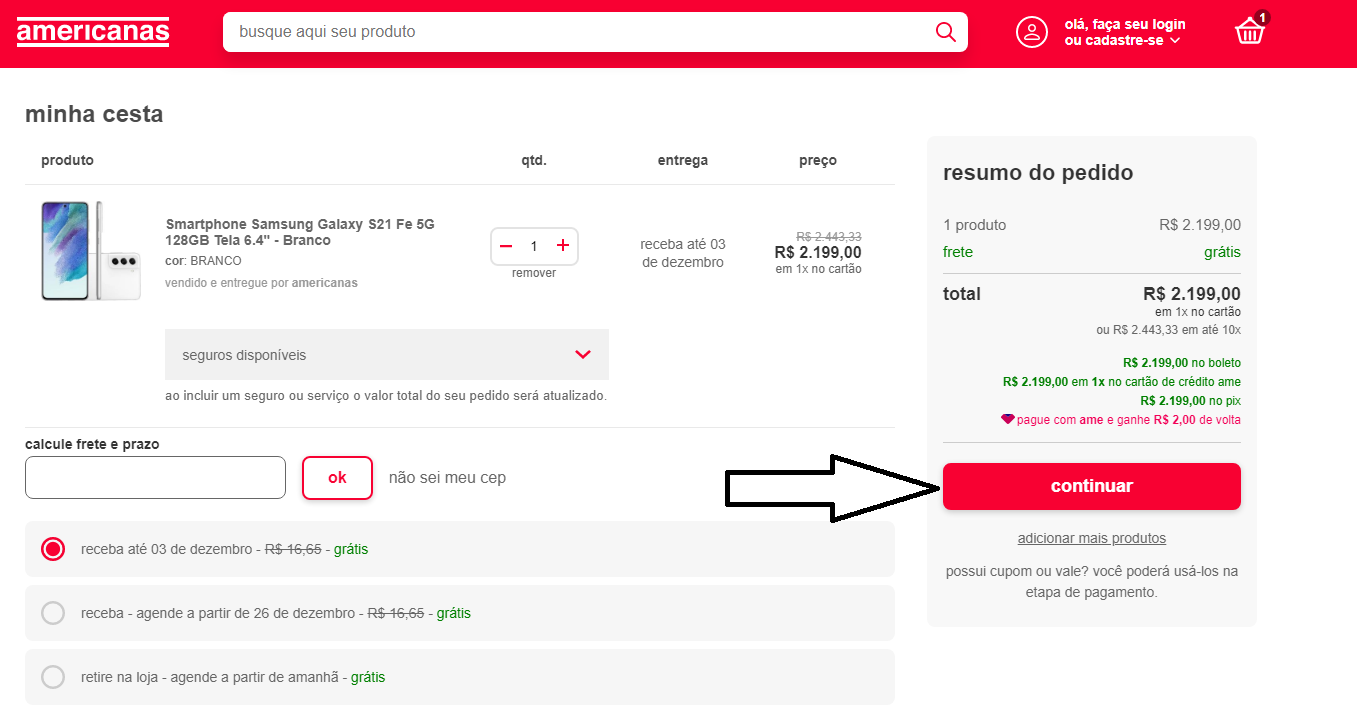 americanas
busque aqui seu produto
olá, faça seu login
ou cadastre-se
1
minha cesta
produto
qtd.
entrega
preço
Smartphone Samsung Galaxy S21 Fe 5G
128GB Tela 6.4'' - Branco
cor: BRANCO
vendido e entregue por americanas
1
remover
receba até 03
de dezembro
R$ 2.443,33
R$ 2.199,00
em 1x no cartão
seguros disponíveis
ao incluir um seguro ou serviço o valor total do seu pedido será atualizado.
calcule frete e prazo
ok
não sei meu cep
receba até 03 de dezembro - R$ 16,65 - grátis
receba - agende a partir de 26 de dezembro - R$ 16,65 - grátis
retire na loja - agende a partir de amanhã - grátis
resumo do pedido
1 produto R$ 2.199,00
frete grátis
total R$ 2.199,00
em 1x no cartão
ou R$ 2.443,33 em até 10x
R$ 2.199,00 no boleto
R$ 2.199,00 em 1x no cartão de crédito ame
R$ 2.199,00 no pix
pague com ame e ganhe R$ 2,00 de volta
continuar
adicionar mais produtos
possui cupom ou vale? você poderá usá-los na
etapa de pagamento.